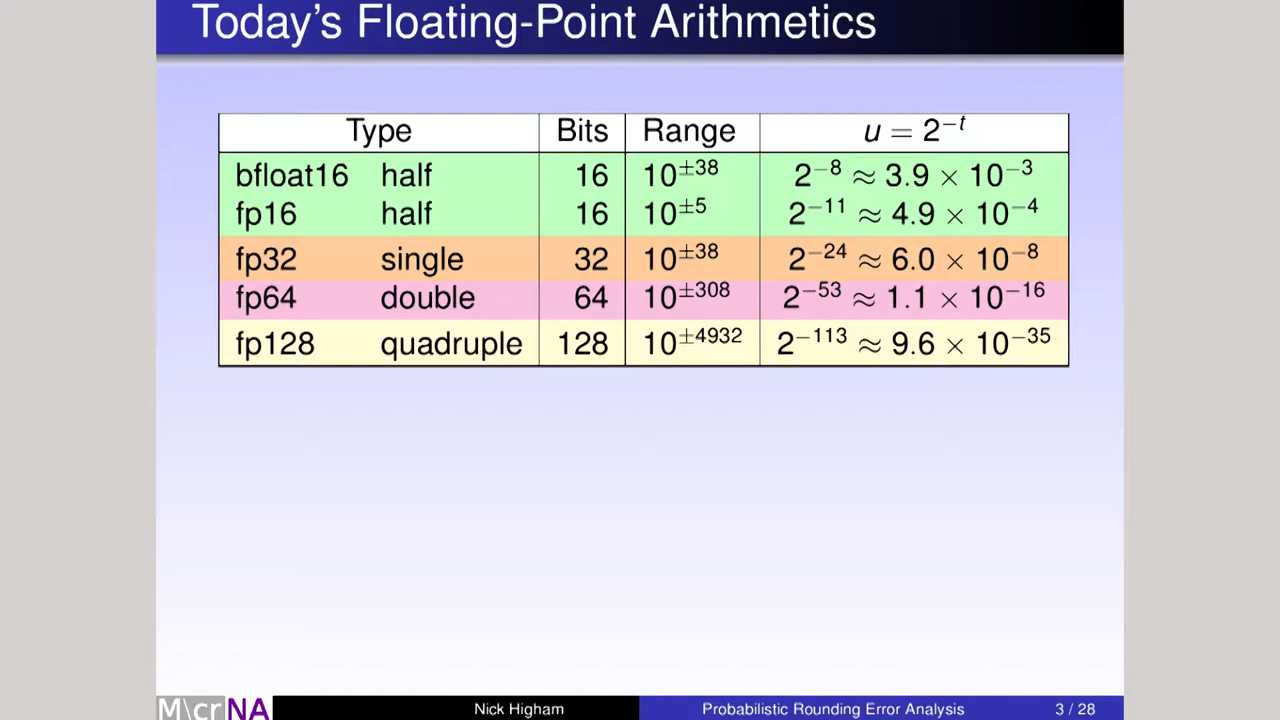 Today's Floating-Point Arithmetics
Type Bits Range u = 2⁻ᵗ
bfloat16 half 16 10^±38 2⁻⁸ ≈ 3.9 × 10⁻³
fp16 half 16 10^±5 2⁻¹¹ ≈ 4.9 × 10⁻⁴
fp32 single 32 10^±38 2⁻²⁴ ≈ 6.0 × 10⁻⁸
fp64 double 64 10^±308 2⁻⁵³ ≈ 1.1 × 10⁻¹⁶
fp128 quadruple 128 10^±4932 2⁻¹¹³ ≈ 9.6 × 10⁻³⁵
M\crNA Nick Higham Probabilistic Rounding Error Analysis 3 / 28